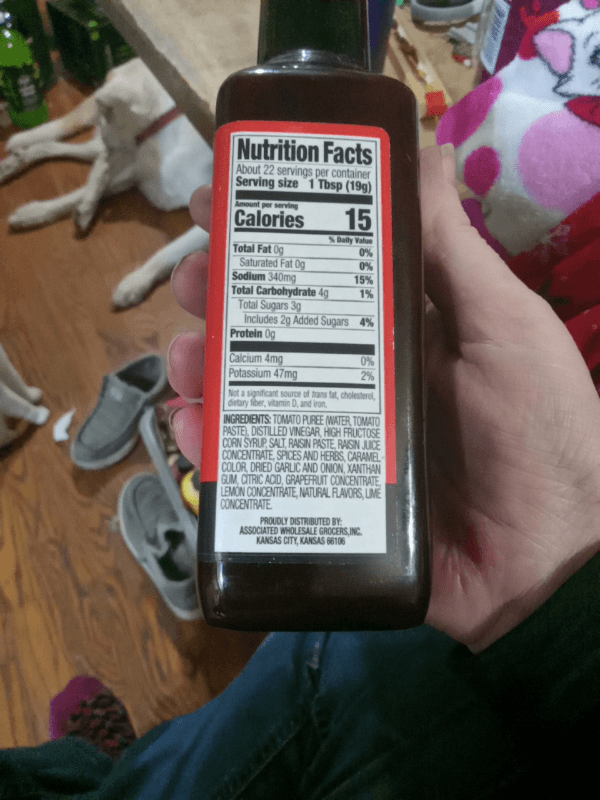 Nutrition Facts
About 22 servings per container
Serving size 1 Tbsp (19g)
Amount per serving
Calories 15
% Daily Value
Total Fat 0g 0%
Saturated Fat 0g 0%
Sodium 340mg 15%
Total Carbohydrate 4g 1%
Total Sugars 3g
Includes 2g Added Sugars 4%
Protein 0g
Calcium 4mg 0%
Potassium 47mg 2%
Not a significant source of trans fat, cholesterol,
dietary fiber, vitamin D, and iron.
INGREDIENTS: TOMATO PUREE (WATER, TOMATO
PASTE), DISTILLED VINEGAR, HIGH FRUCTOSE
CORN SYRUP, SALT, RAISIN PASTE, RAISIN JUICE
CONCENTRATE, SPICES AND HERBS, CARAMEL
COLOR, DRIED GARLIC AND ONION, XANTHAN
GUM, CITRIC ACID, GRAPEFRUIT CONCENTRATE,
LEMON CONCENTRATE, NATURAL FLAVORS, LIME
CONCENTRATE.
PROUDLY DISTRIBUTED BY:
ASSOCIATED WHOLESALE GROCERS,INC.
KANSAS CITY, KANSAS 66106